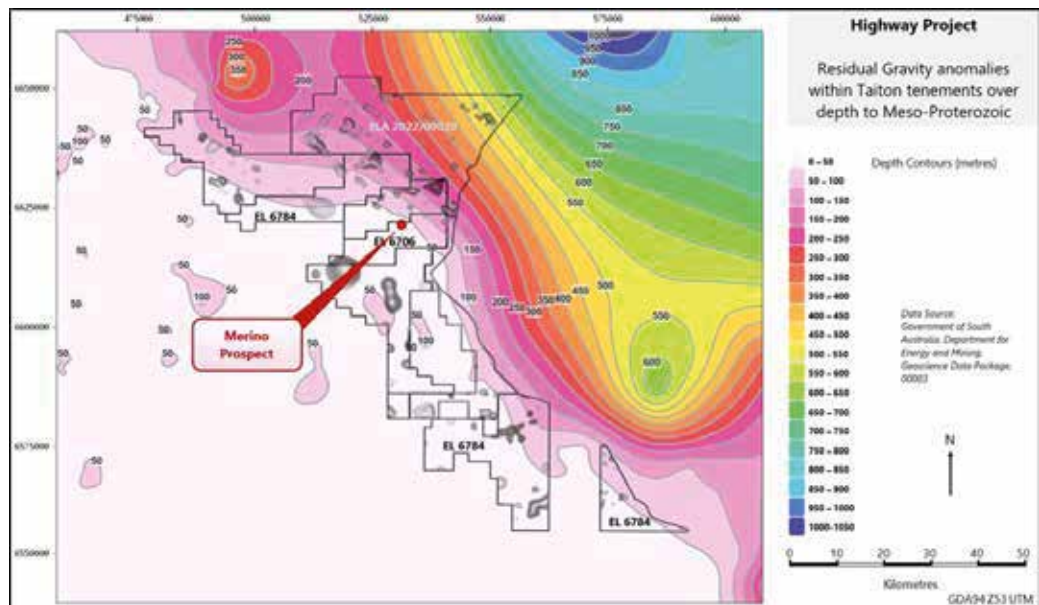 Highway Project
Residual Gravity anomalies
within Taiton tenements over
depth to Meso-Proterozoic
Depth Contours (metres)
0 – 50
50 – 100
100 – 150
150 – 200
200 – 250
250 – 300
300 – 350
350 – 400
400 – 450
450 – 500
500 – 550
550 – 600
600 – 650
650 – 700
700 – 750
750 – 800
800 – 850
850 – 900
950 – 1000
1000-1050
Data Source:
Government of South
Australia, Department for
Energy and Mining,
Geoscience Data Package,
00003
N
0 10 20 30 40 50
Kilometres
GDA94 Z53 UTM
500000 525000 550000 575000 600000
6650000
6625000
6600000
6575000
6550000
EL 6784
EL 6706
Merino
Prospect
EL 6784
EL 6784
250
300
350
200
1000
950
900
850
850
800
750
700
650
600
550
50
100
150
100
200
250
300
350
400
450
500
550
600